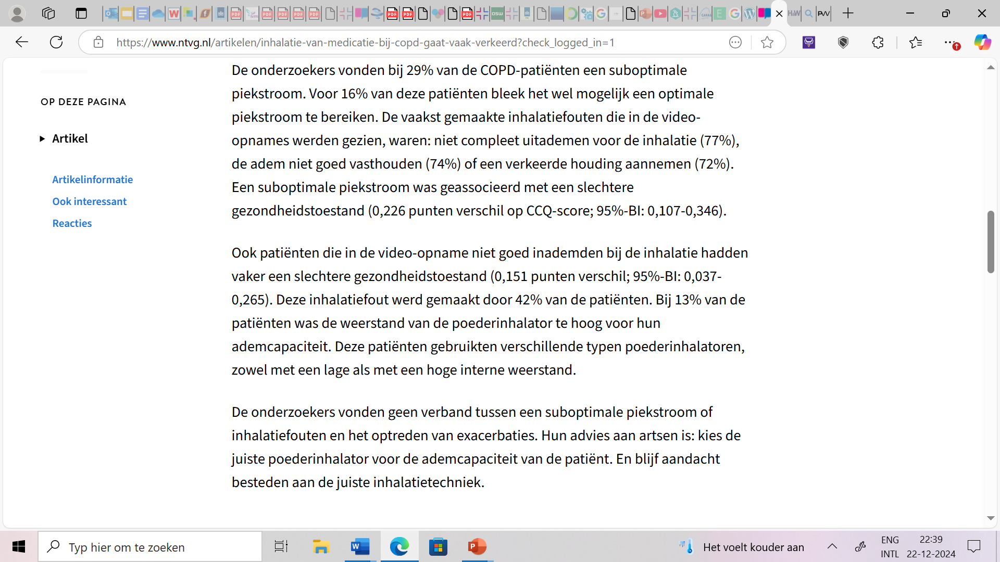 https://www.ntvg.nl/artikelen/inhalatie-van-medicatie-bij-copd-gaat-vaak-verkeerd?check_logged_in=1
OP DEZE PAGINA
Artikel
Artikelinformatie
Ook interessant
Reacties
De onderzoekers vonden bij 29% van de COPD-patiënten een suboptimale
piekstroom. Voor 16% van deze patiënten bleek het wel mogelijk een optimale
piekstroom te bereiken. De vaakst gemaakte inhalatiefouten die in de video-
opnames werden gezien, waren: niet compleet uitademen voor de inhalatie (77%),
de adem niet goed vasthouden (74%) of een verkeerde houding aannemen (72%).
Een suboptimale piekstroom was geassocieerd met een slechtere
gezondheidstoestand (0,226 punten verschil op CCQ-score; 95%-BI: 0,107-0,346).
Ook patiënten die in de video-opname niet goed inademden bij de inhalatie hadden
vaker een slechtere gezondheidstoestand (0,151 punten verschil; 95%-BI: 0,037-
0,265). Deze inhalatiefout werd gemaakt door 42% van de patiënten. Bij 13% van de
patiënten was de weerstand van de poederinhalator te hoog voor hun
ademcapaciteit. Deze patiënten gebruikten verschillende typen poederinhalatoren,
zowel met een lage als met een hoge interne weerstand.
De onderzoekers vonden geen verband tussen een suboptimale piekstroom of
inhalatiefouten en het optreden van exacerbaties. Hun advies aan artsen is: kies de
juiste poederinhalator voor de ademcapaciteit van de patiënt. En blijf aandacht
besteden aan de juiste inhalatietechniek.
Typ hier om te zoeken
Het voelt kouder aan
ENG
INTL
22:39
22-12-2024